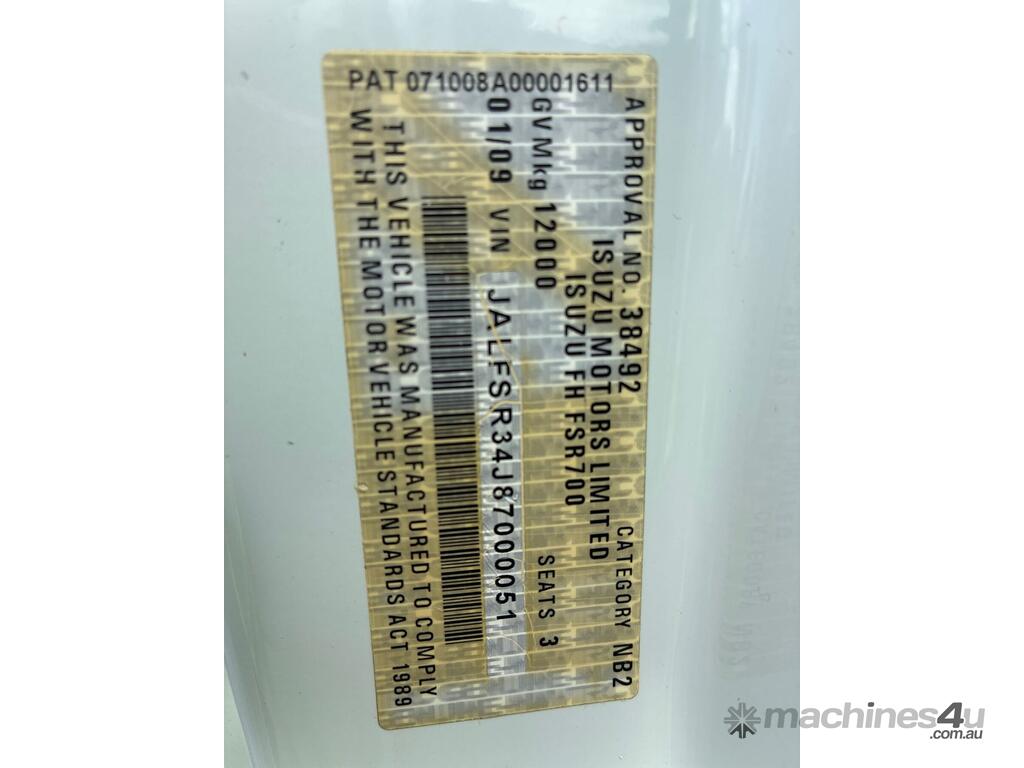 PAT 071008A00001611
APPROVAL NO. 38492 CATEGORY NB2
ISUZU MOTORS LIMITED
ISUZU FH FSR700
GVMkg 12000 SEATS 3
01/09 VIN JALFSR34J87000051
THIS VEHICLE WAS MANUFACTURED TO COMPLY
WITH THE MOTOR VEHICLE STANDARDS ACT 1989
machines4u
.com.au